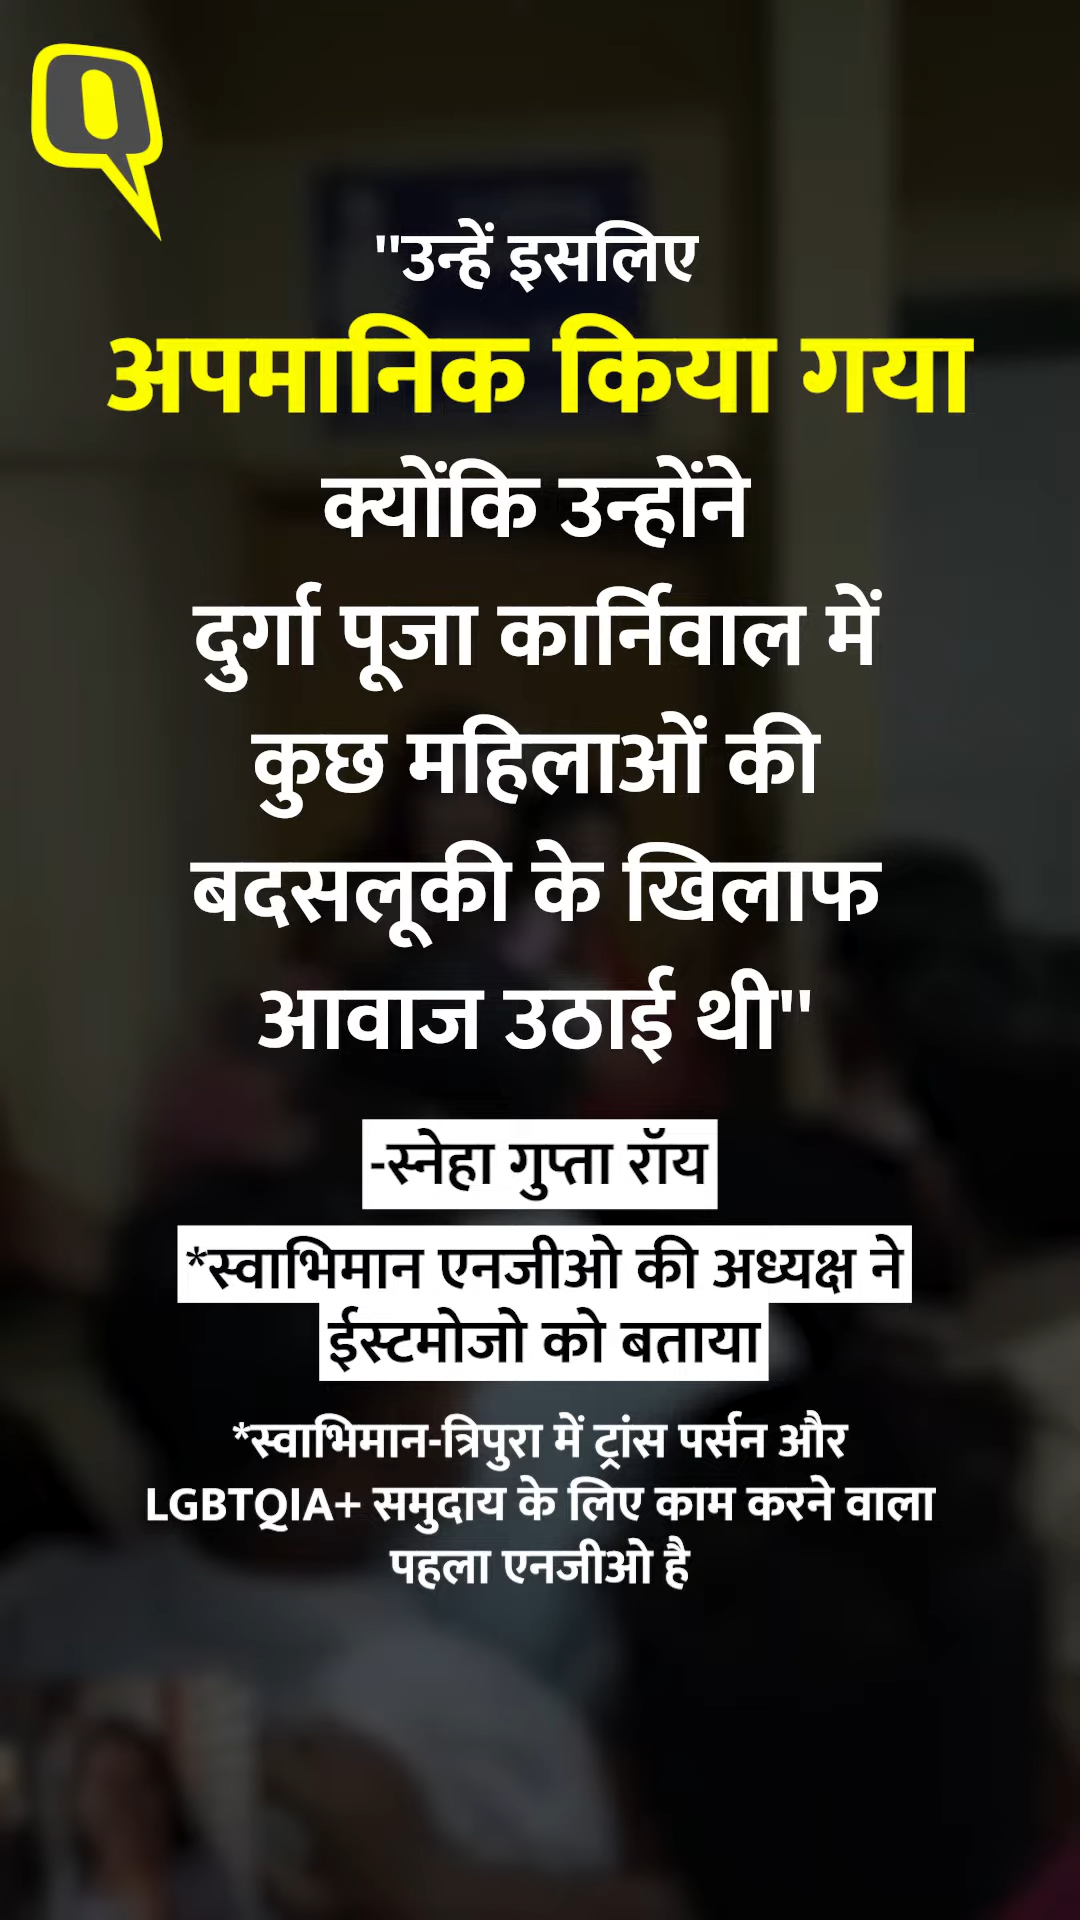 "उन्हें इसलिए
अपमानिक किया गया
क्योंकि उन्होंने
दुर्गा पूजा कार्निवाल में
कुछ महिलाओं की
बदसलूकी के खिलाफ
आवाज उठाई थी"
-स्नेहा गुप्ता रॉय
*स्वाभिमान एनजीओ की अध्यक्ष ने
ईस्टमोजो को बताया
*स्वाभिमान-त्रिपुरा में ट्रांस पर्सन और
LGBTQIA+ समुदाय के लिए काम करने वाला
पहला एनजीओ है